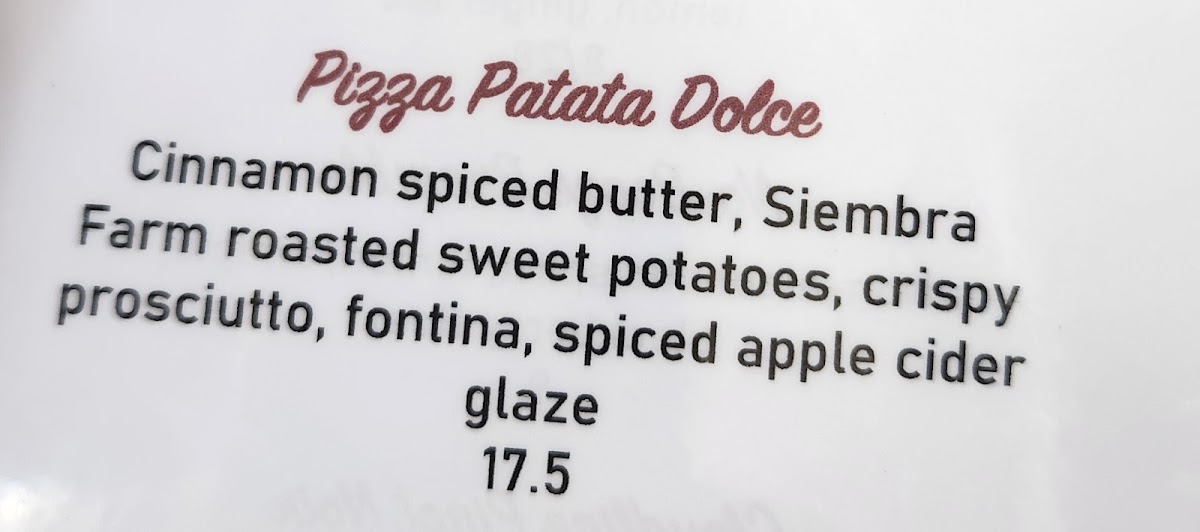 Pizza Patata Dolce
Cinnamon spiced butter, Siembra
Farm roasted sweet potatoes, crispy
prosciutto, fontina, spiced apple cider
glaze
17.5